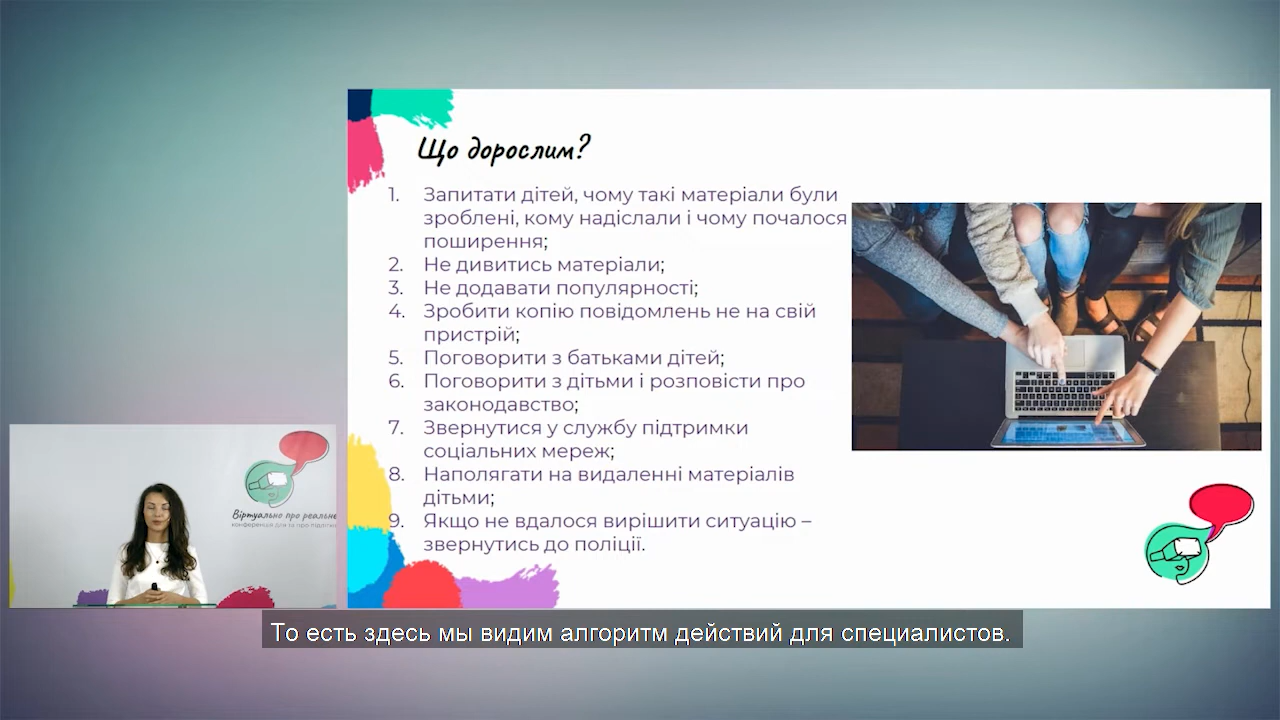 Що дорослим?
1. Запитати дітей, чому такі матеріали були
зроблені, кому надіслали і чому почалося
поширення;
2. Не дивитись матеріали;
3. Не додавати популярності;
4. Зробити копію повідомлень не на свій
пристрій;
5. Поговорити з батьками дітей;
6. Поговорити з дітьми і розповісти про
законодавство;
7. Звернутися у службу підтримки
соціальних мереж;
8. Наполягати на видаленні матеріалів
дітьми;
9. Якщо не вдалося вирішити ситуацію –
звернутись до поліції.
Віртуально про реальне
конференція для та про підлітків
То есть здесь мы видим алгоритм действий для специалистов.